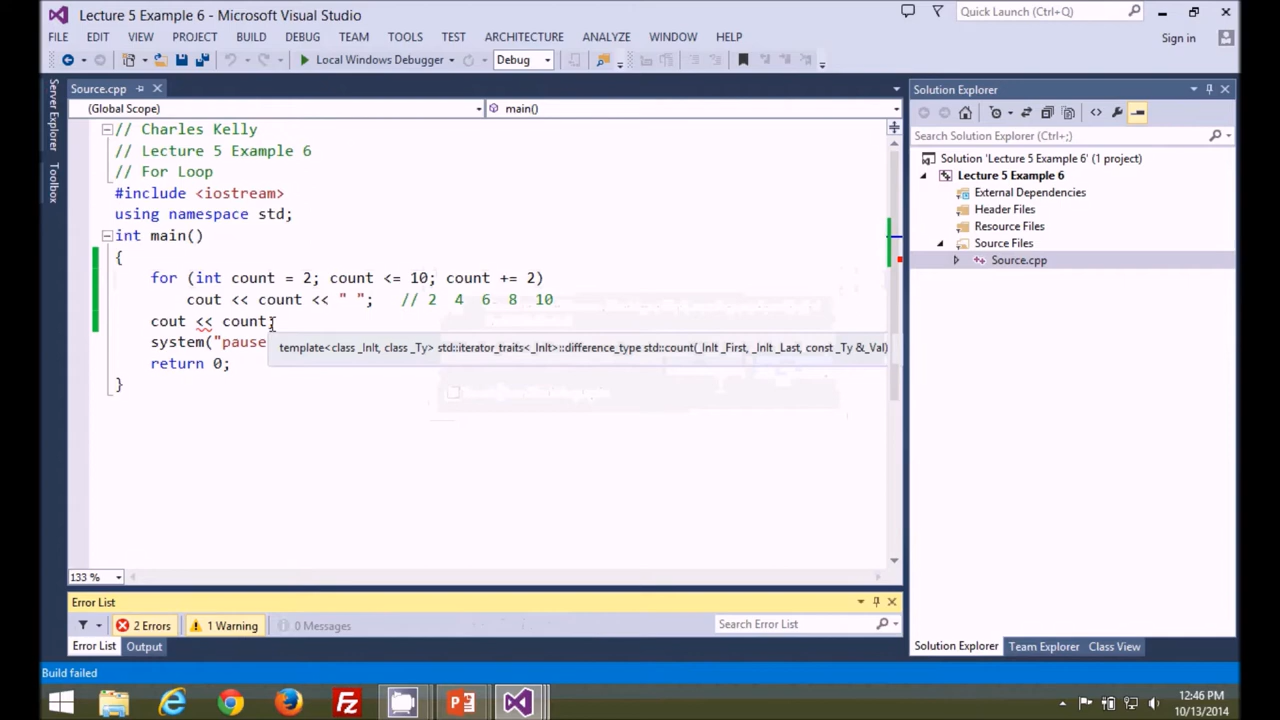 Lecture 5 Example 6 - Microsoft Visual Studio
Quick Launch (Ctrl+Q)
FILE EDIT VIEW PROJECT BUILD DEBUG TEAM TOOLS TEST ARCHITECTURE ANALYZE WINDOW HELP
Sign in
Local Windows Debugger Debug
Server Explorer
Toolbox
Source.cpp
(Global Scope) main()
// Charles Kelly
// Lecture 5 Example 6
// For Loop
#include <iostream>
using namespace std;
int main()
{
for (int count = 2; count <= 10; count += 2)
cout << count << " "; // 2 4 6 8 10
cout << count;
system("pause
template<class _InIt, class _Ty> std::iterator_traits<_InIt>::difference_type std::count(_InIt _First, _InIt _Last, const _Ty &_Val)
return 0;
}
133 %
Error List
2 Errors 1 Warning 0 Messages
Search Error List
Error List Output
Solution Explorer
Search Solution Explorer (Ctrl+;)
Solution 'Lecture 5 Example 6' (1 project)
Lecture 5 Example 6
External Dependencies
Header Files
Resource Files
Source Files
Source.cpp
Solution Explorer Team Explorer Class View
Build failed
12:46 PM
10/13/2014